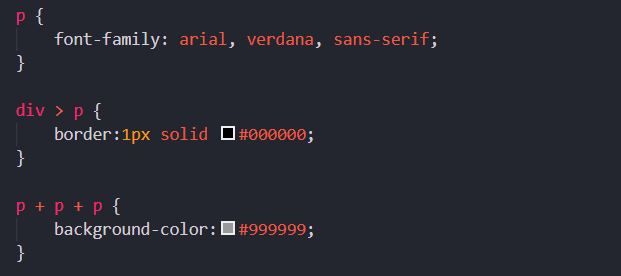 p {
    font-family: arial, verdana, sans-serif;
}

div > p {
    border:1px solid #000000;
}

p + p + p {
    background-color:#999999;
}